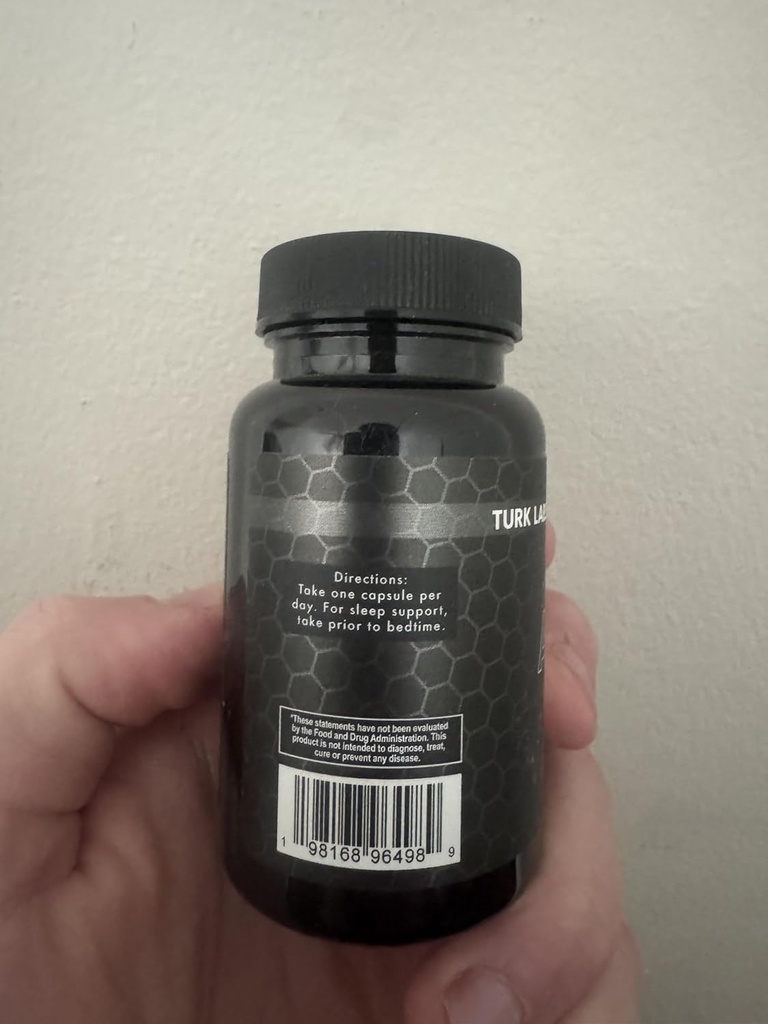 TURK
Directions:
Take one capsule per
day. For sleep support,
take prior to bedtime.
*These statements have not been evaluated
by the Food and Drug Administration. This
product is not intended to diagnose, treat,
cure or prevent any disease.
1 98168 96498 9